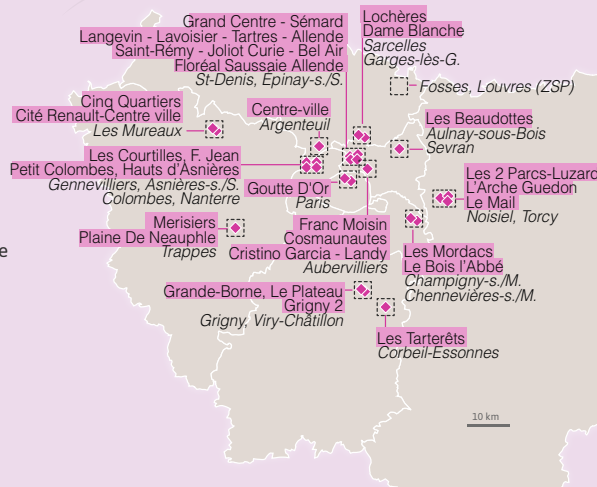 Grand Centre - Sémard
Langevin - Lavoisier - Tartres - Allende
Saint-Rémy - Joliot Curie - Bel Air
Floréal Saussaie Allende
St-Denis, Épinay-s./S.
Lochères
Dame Blanche
Sarcelles
Garges-lès-G.
Fosses, Louvres (ZSP)
Cinq Quartiers
Cité Renault-Centre ville
Les Mureaux
Centre-ville
Argenteuil
Les Beaudottes
Aulnay-sous-Bois
Sevran
Les Courtilles, F. Jean
Petit Colombes, Hauts d'Asnières
Gennevilliers, Asnières-s./S.
Colombes, Nanterre
Goutte D'Or
Paris
Les 2 Parcs-Luzard
L'Arche Guedon
Le Mail
Noisiel, Torcy
Merisiers
Plaine De Neauphle
Trappes
Franc Moisin
Cosmaunautes
Cristino Garcia - Landy
Aubervilliers
Les Mordacs
Le Bois l'Abbé
Champigny-s./M.
Chennevières-s./M.
e
Grande-Borne, Le Plateau
Grigny 2
Grigny, Viry-Châtillon
Les Tarterêts
Corbeil-Essonnes
10 km